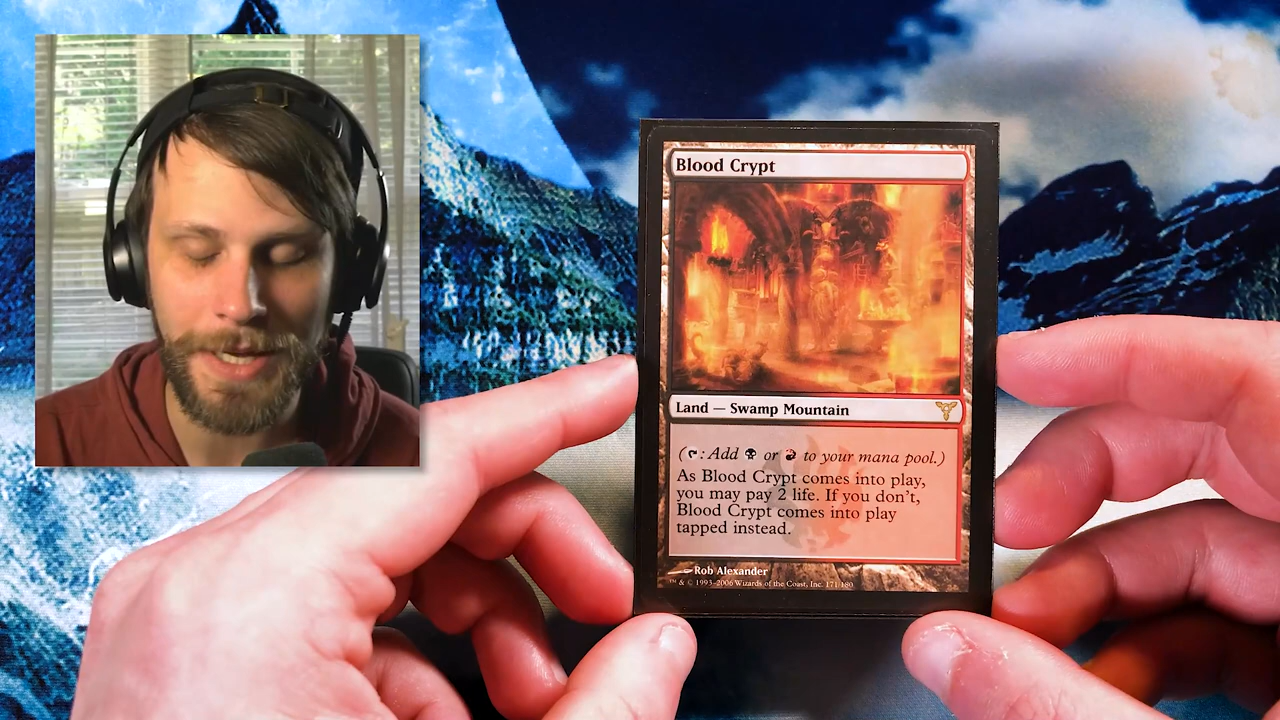 Blood Crypt
Land — Swamp Mountain
( : Add or to your mana pool.)
As Blood Crypt comes into play,
you may pay 2 life. If you don't,
Blood Crypt comes into play
tapped instead.
Rob Alexander
™ & © 1993-2006 Wizards of the Coast, Inc. 171/180